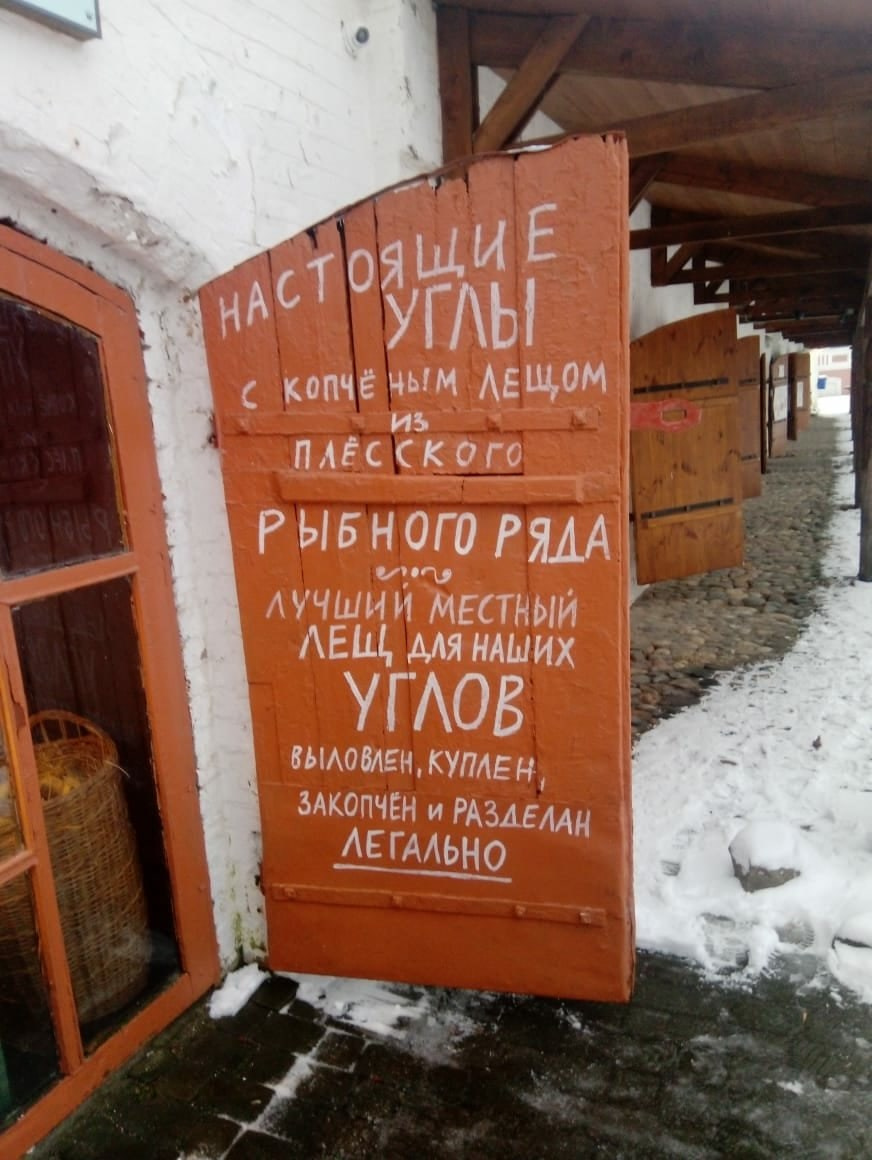 НАСТОЯЩИЕ
УГЛЫ
С КОПЧЁНЫМ ЛЕЩОМ
ИЗ
ПЛЁССКОГО
РЫБНОГО РЯДА
ЛУЧШИЙ МЕСТНЫЙ
ЛЕЩ ДЛЯ НАШИХ
УГЛОВ
ВЫЛОВЛЕН, КУПЛЕН,
ЗАКОПЧЁН И РАЗДЕЛАН
ЛЕГАЛЬНО